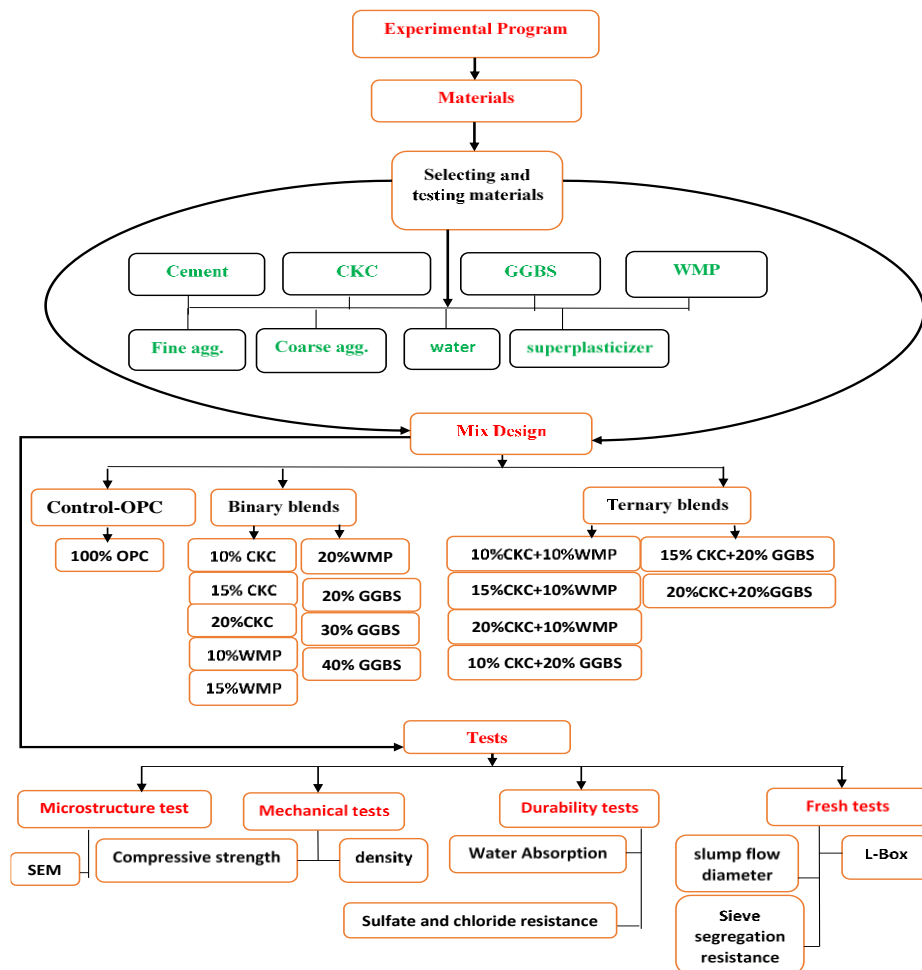 Experimental Program
Materials
Selecting and
testing materials
Cement
CKC
GGBS
WMP
Fine agg.
Coarse agg.
water
superplasticizer
Mix Design
Control-OPC
Binary blends
Ternary blends
100% OPC
10% CKC
15% CKC
20%CKC
10%WMP
15%WMP
20%WMP
20% GGBS
30% GGBS
40% GGBS
10%CKC+10%WMP
15%CKC+10%WMP
20%CKC+10%WMP
10% CKC+20% GGBS
15% CKC+20% GGBS
20%CKC+20%GGBS
Tests
Microstructure test
Mechanical tests
Durability tests
Fresh tests
SEM
Compressive strength
density
Water Absorption
Sulfate and chloride resistance
slump flow
diameter
L-Box
Sieve
segregation
resistance